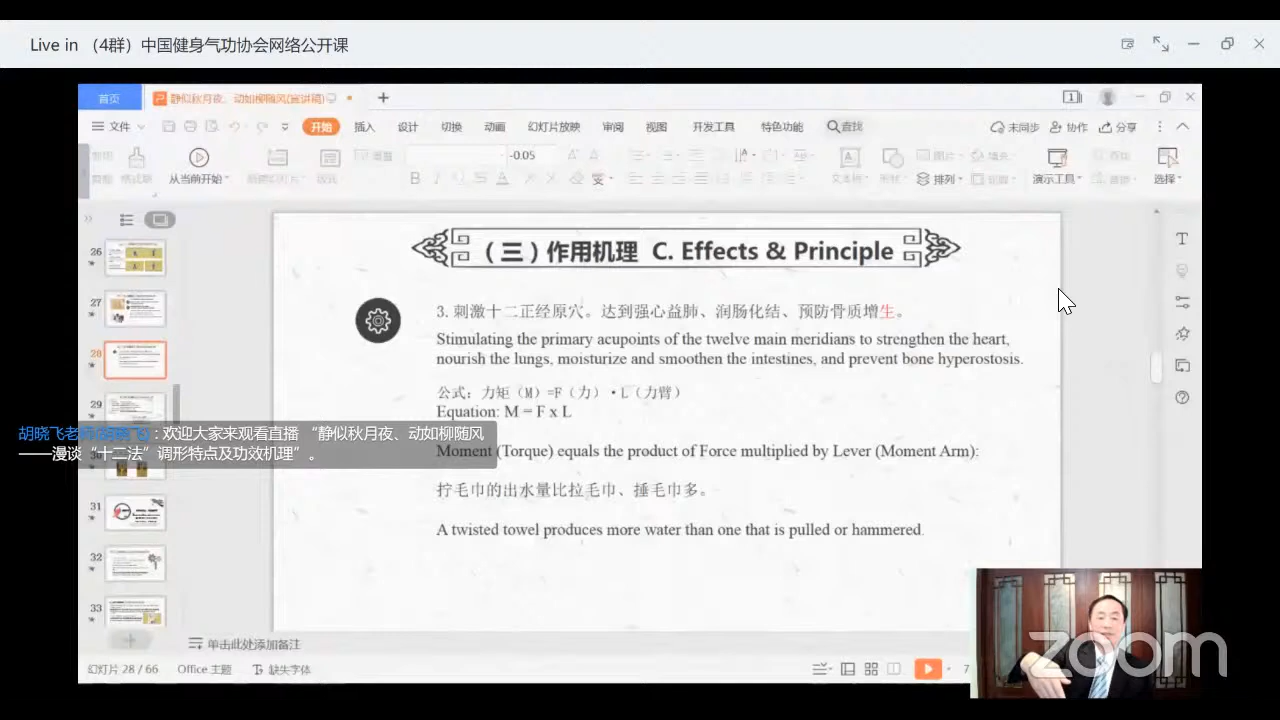 Live in （4群）中国健身气功协会网络公开课
首页
静似秋月夜、动如柳随风(宣讲稿)
文件
开始
插入
设计
切换
动画
幻灯片放映
审阅
视图
开发工具
特色功能
查找
未同步
协作
分享
从当前开始
-0.05
排列
演示工具
选择
（三）作用机理 C. Effects & Principle
3. 刺激十二正经原穴。达到强心益肺、润肠化结、预防骨质增生。
Stimulating the primary acupoints of the twelve main meridians to strengthen the heart,
nourish the lungs, moisturize and smoothen the intestines, and prevent bone hyperostosis.
公式：力矩（M）=F（力）·L（力臂）
Equation: M = F x L
Moment (Torque) equals the product of Force multiplied by Lever (Moment Arm):
拧毛巾的出水量比拉毛巾、捶毛巾多。
A twisted towel produces more water than one that is pulled or hammered.
26
27
28
29
31
32
33
胡晓飞老师
: 欢迎大家来观看直播 “静似秋月夜、动如柳随风
——漫谈“十二法”调形特点及功效机理”。
单击此处添加备注
幻灯片 28 / 66
Office 主题
缺失字体
zoom